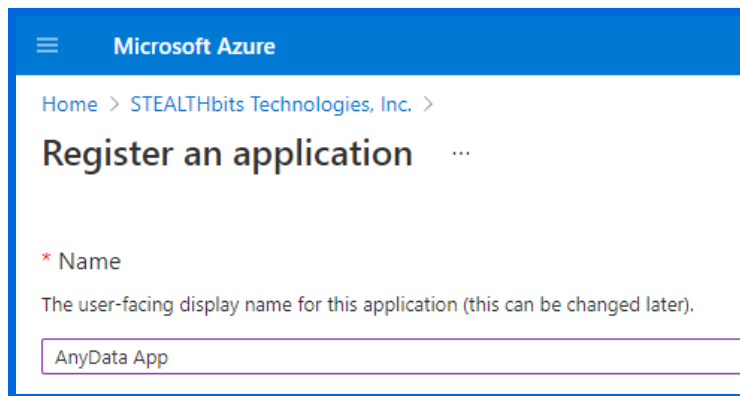 Microsoft Azure
Home > STEALTHbits Technologies, Inc. >
Register an application ...
* Name
The user-facing display name for this application (this can be changed later).
AnyData App